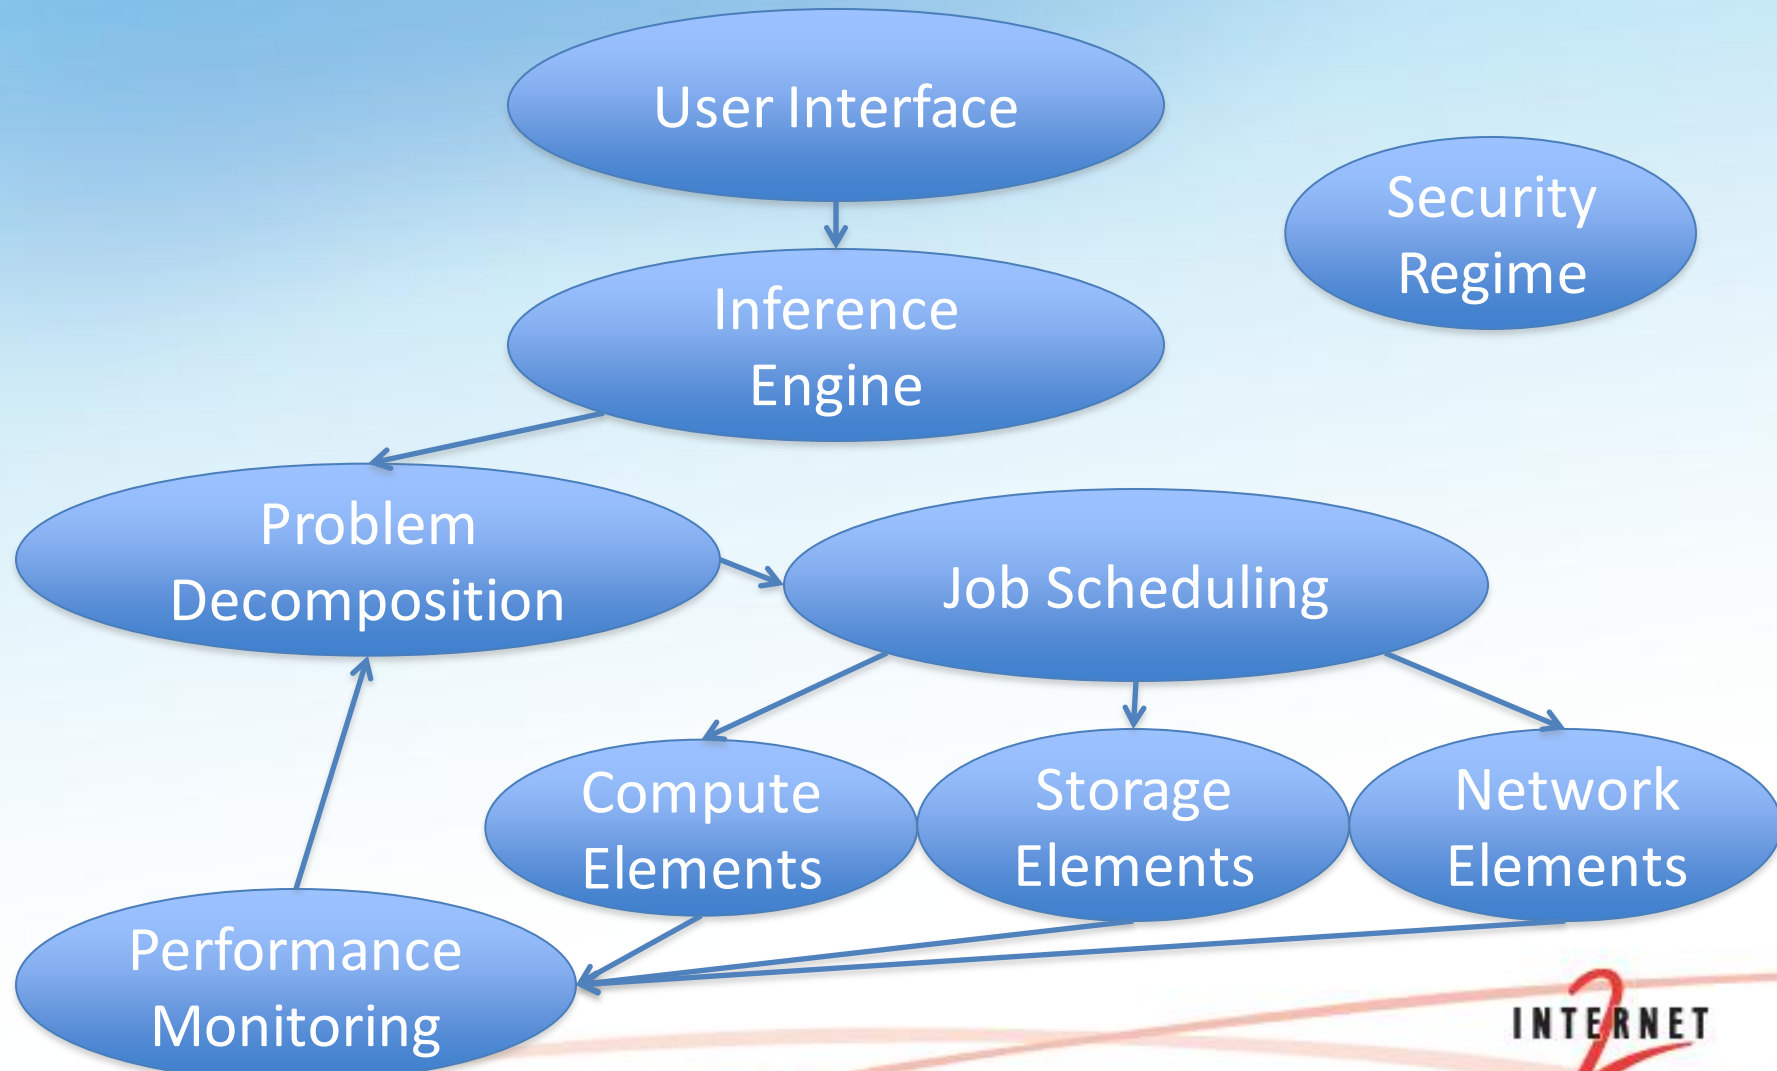 User Interface
Security
Regime
Inference
Engine
Problem
Decomposition
Job Scheduling
Compute
Elements
Storage
Elements
Network
Elements
Performance
Monitoring
INTERNET
2